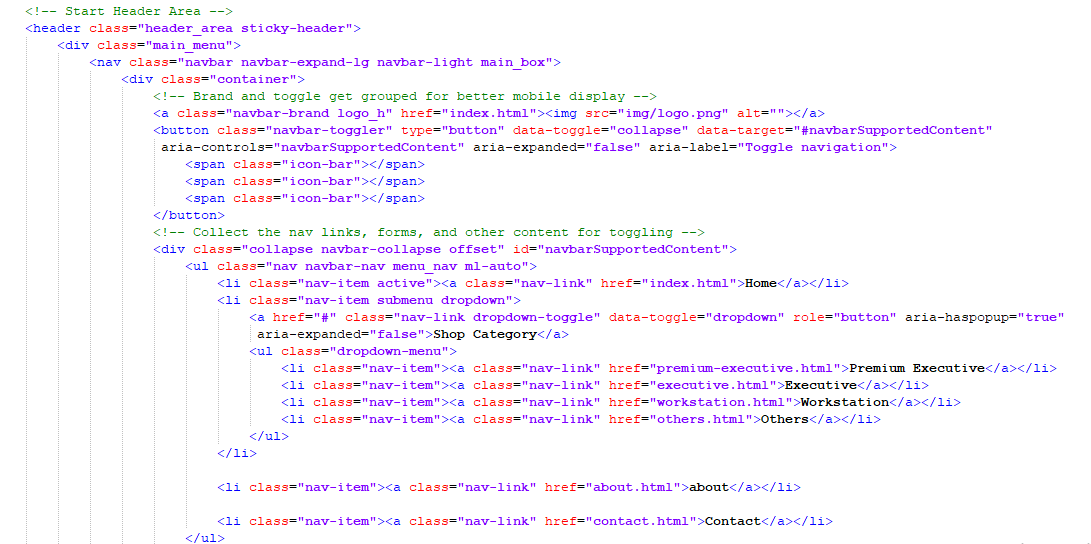 <!-- Start Header Area -->
<header class="header_area sticky-header">
<div class="main_menu">
<nav class="navbar navbar-expand-lg navbar-light main_box">
<div class="container">
<!-- Brand and toggle get grouped for better mobile display -->
<a class="navbar-brand logo_h" href="index.html"><img src="img/logo.png" alt=""></a>
<button class="navbar-toggler" type="button" data-toggle="collapse" data-target="#navbarSupportedContent"
aria-controls="navbarSupportedContent" aria-expanded="false" aria-label="Toggle navigation">
<span class="icon-bar"></span>
<span class="icon-bar"></span>
<span class="icon-bar"></span>
</button>
<!-- Collect the nav links, forms, and other content for toggling -->
<div class="collapse navbar-collapse offset" id="navbarSupportedContent">
<ul class="nav navbar-nav menu_nav ml-auto">
<li class="nav-item active"><a class="nav-link" href="index.html">Home</a></li>
<li class="nav-item submenu dropdown">
<a href="#" class="nav-link dropdown-toggle" data-toggle="dropdown" role="button" aria-haspopup="true"
aria-expanded="false">Shop Category</a>
<ul class="dropdown-menu">
<li class="nav-item"><a class="nav-link" href="premium-executive.html">Premium Executive</a></li>
<li class="nav-item"><a class="nav-link" href="executive.html">Executive</a></li>
<li class="nav-item"><a class="nav-link" href="workstation.html">Workstation</a></li>
<li class="nav-item"><a class="nav-link" href="others.html">Others</a></li>
</ul>
</li>
<li class="nav-item"><a class="nav-link" href="about.html">about</a></li>
<li class="nav-item"><a class="nav-link" href="contact.html">Contact</a></li>
</ul>